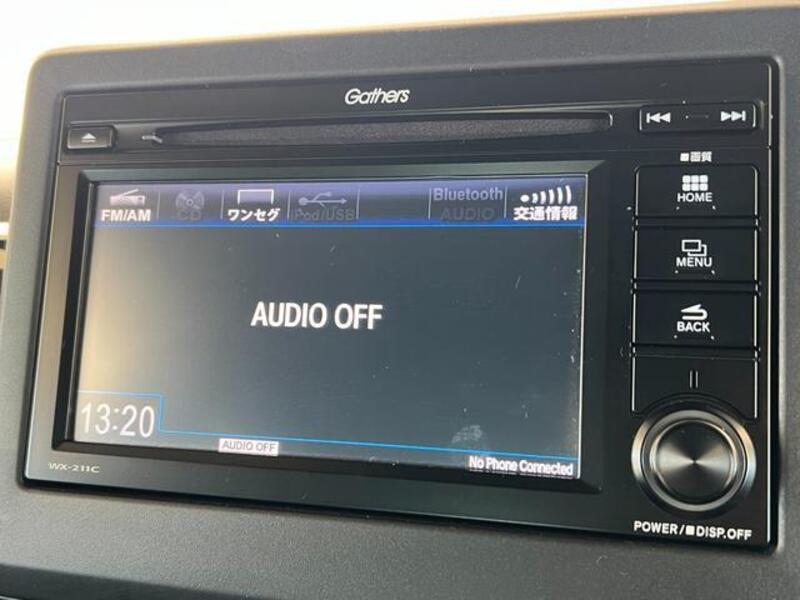 Gathers
画質
HOME
MENU
BACK
FM/AM
CD
ワンセグ
iPod/USB
Bluetooth
AUDIO
交通情報
AUDIO OFF
13:20
AUDIO OFF
No Phone Connected
WX-211C
POWER/■DISP.OFF